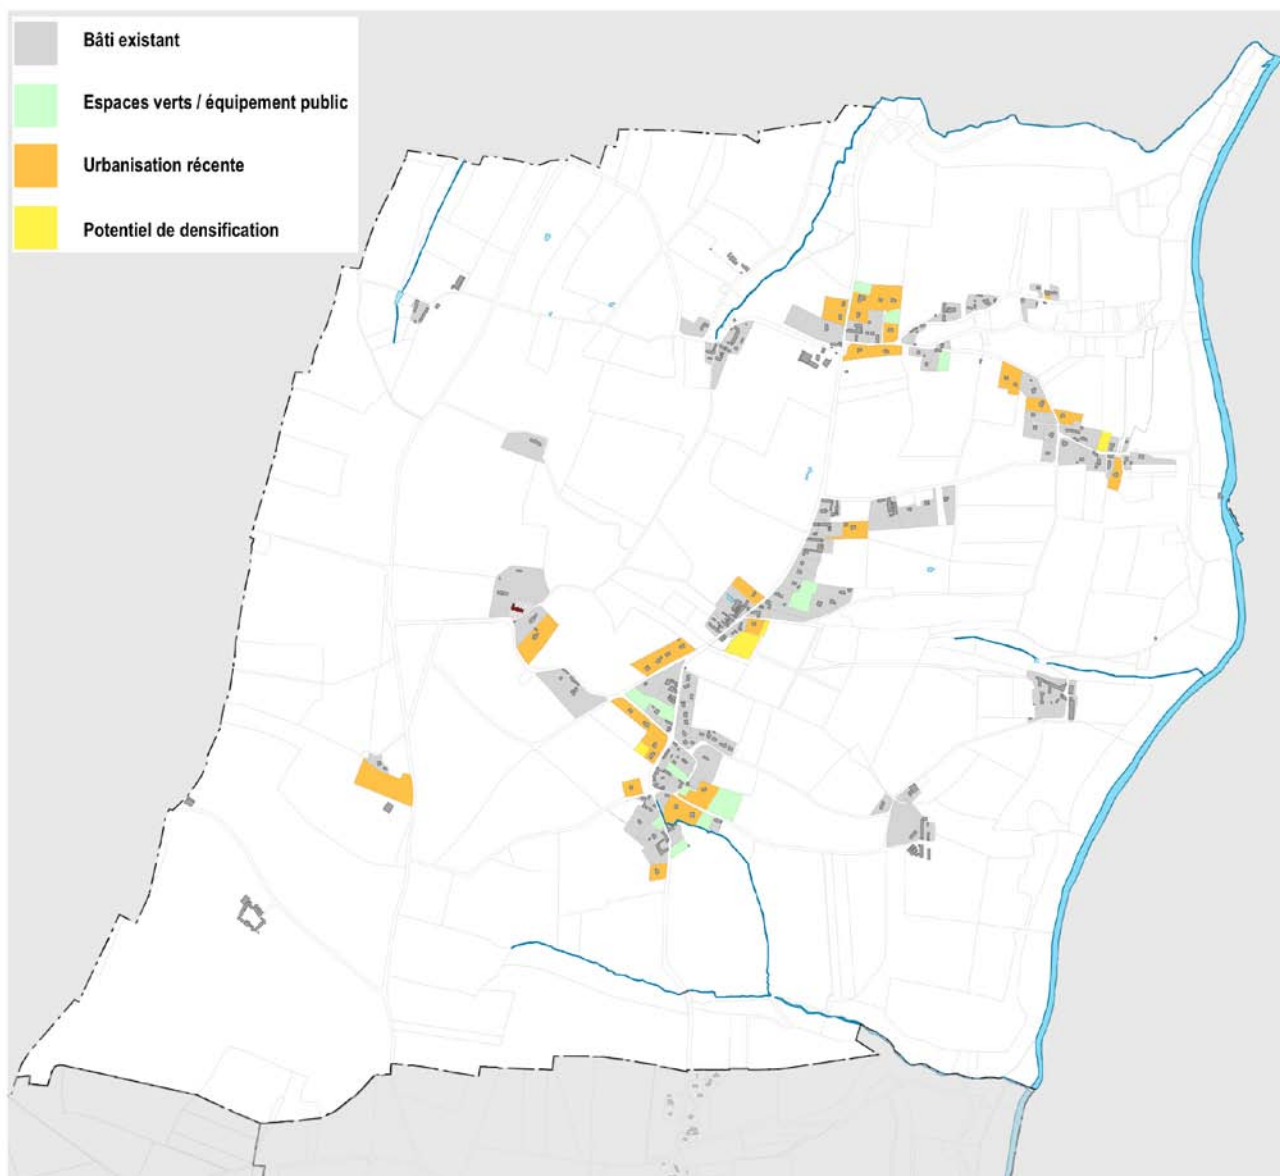 Bâti existant
Espaces verts / équipement public
Urbanisation récente
Potentiel de densification